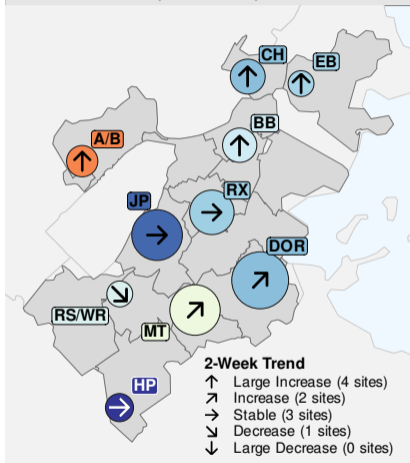 CH
EB
BB
A/B
RX
JP
DOR
RS/WR
MT
HP
2-Week Trend
↑ Large Increase (4 sites)
↗ Increase (2 sites)
→ Stable (3 sites)
↘ Decrease (1 sites)
↓ Large Decrease (0 sites)